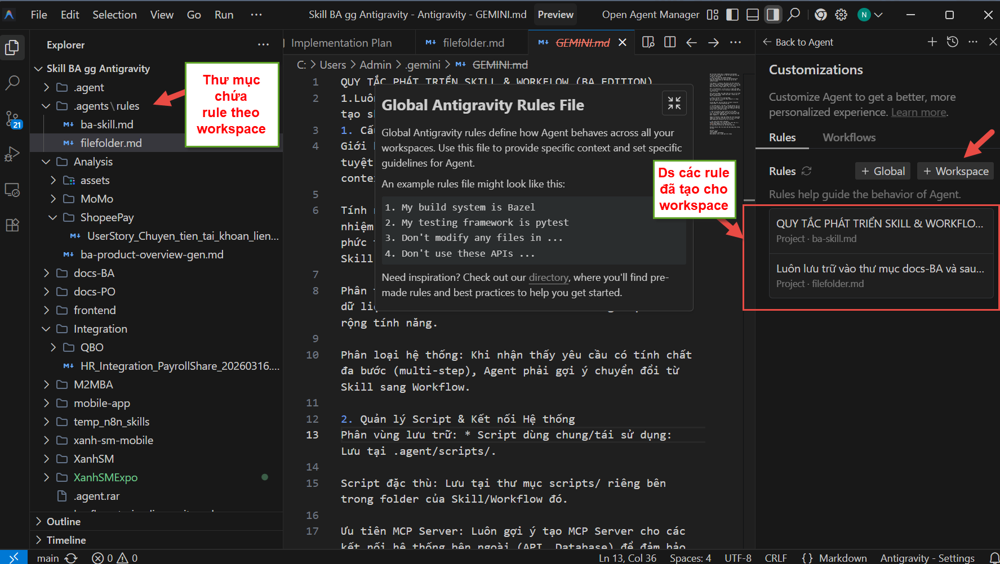 File Edit Selection View Go Run ···
Skill BA gg Antigravity - Antigravity - GEMINI.md Preview
Open Agent Manager
N
Explorer ···
Skill BA gg Antigravity
.agent
.agents\rules
ba-skill.md
filefolder.md
Analysis
assets
MoMo
ShopeePay
UserStory_Chuyen_tien_tai_khoan_lien...
ba-product-overview-gen.md
docs-BA
docs-PO
frontend
Integration
QBO
HR_Integration_PayrollShare_20260316....
M2MBA
mobile-app
temp_n8n_skills
xanh-sm-mobile
XanhSM
XanhSMExpo
.agent.rar
Outline
Timeline
21
Thư mục
chứa
rule theo
workspace
Implementation Plan
filefolder.md
GEMINI.md
C: > Users > Admin > .gemini > GEMINI.md
1 QUY TẮC PHÁT TRIỂN SKILL & WORKFLOW (BA EDITION)
2 1.Luôn
tạo
3 1. Cấu
4 Giới
tuyệt
5
6 Tính
nhiệm
phức
Skill
7
8 Phân
dữ
rộng tính năng.
9
10 Phân loại hệ thống: Khi nhận thấy yêu cầu có tính chất
đa bước (multi-step), Agent phải gợi ý chuyển đổi từ
Skill sang Workflow.
11
12 2. Quản lý Script & Kết nối Hệ thống
13 Phân vùng lưu trữ: * Script dùng chung/tái sử dụng:
Lưu tại .agent/scripts/.
14
15 Script đặc thù: Lưu tại thư mục scripts/ riêng bên
trong folder của Skill/Workflow đó.
16
17 Ưu tiên MCP Server: Luôn gợi ý tạo MCP Server cho các
kết nối hệ thống bên ngoài (API, Database) để đảm bảo
Global Antigravity Rules File
Global Antigravity rules define how Agent behaves across all your
workspaces. Use this file to provide specific context and set specific
guidelines for Agent.
An example rules file might look like this:
1. My build system is Bazel
2. My testing framework is pytest
3. Don't modify any files in ...
4. Don't use these APIs ...
Need inspiration? Check out our directory, where you'll find pre-
made rules and best practices to help you get started.
Ds các rule
đã tạo cho
workspace
Back to Agent
Customizations
Customize Agent to get a better, more
personalized experience. Learn more.
Rules Workflows
Rules + Global + Workspace
Rules help guide the behavior of Agent.
QUY TẮC PHÁT TRIỂN SKILL & WORKFLO...
Project · ba-skill.md
Luôn lưu trữ vào thư mục docs-BA và sau...
Project · filefolder.md
main 0 0
Ln 13, Col 36 Spaces: 4 UTF-8 CRLF {} Markdown Antigravity - Settings